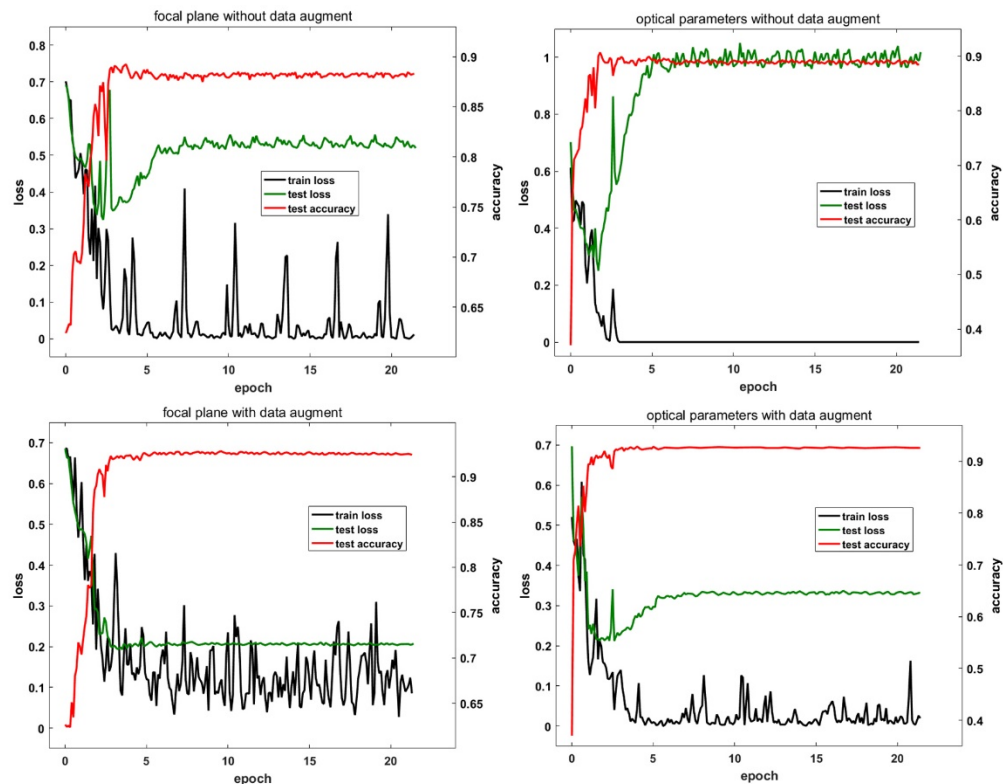 focal plane without data augment
0.8
0.7
0.6
0.5
0.4
0.3
0.2
0.1
0
loss
0.9
0.85
0.8
0.75
0.7
0.65
accuracy
train loss
test loss
test accuracy
0 5 10 15 20
epoch
optical parameters without data augment
1
0.8
0.6
0.4
0.2
0
loss
0.9
0.8
0.7
0.6
0.5
0.4
accuracy
train loss
test loss
test accuracy
0 5 10 15 20
epoch
focal plane with data augment
0.7
0.6
0.5
0.4
0.3
0.2
0.1
0
loss
0.9
0.85
0.8
0.75
0.7
0.65
accuracy
train loss
test loss
test accuracy
0 5 10 15 20
epoch
optical parameters with data augment
0.7
0.6
0.5
0.4
0.3
0.2
0.1
0
loss
0.9
0.8
0.7
0.6
0.5
0.4
accuracy
train loss
test loss
test accuracy
0 5 10 15 20
epoch